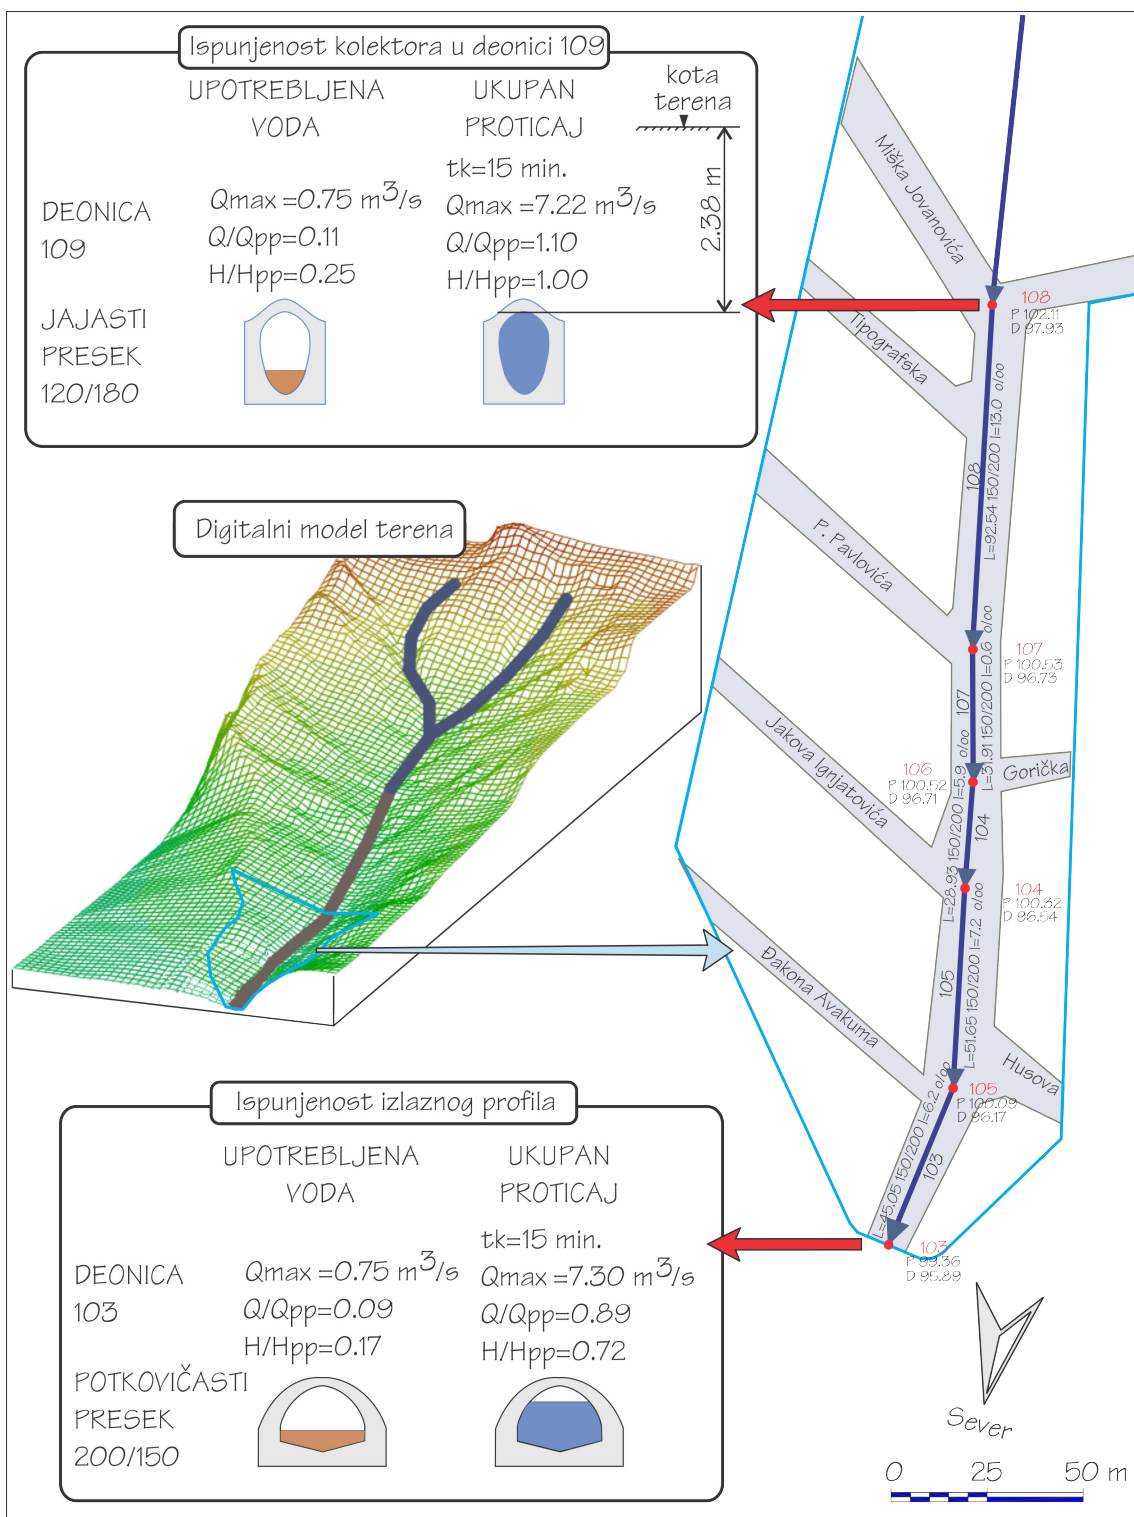 Ispunjenost kolektora u deonici 109
UPOTREBLJENA
VODA
UKUPAN
PROTICAJ
kota
terena
tk=15 min.
DEONICA
109
Qmax =0.75 m3/s
Q/Qpp=0.11
H/Hpp=0.25
Qmax =7.22 m3/s
Q/Qpp=1.10
H/Hpp=1.00
2.38 m
JAJASTI
PRESEK
120/180
Digitalni model terena
Miška Jovanovića
Tipografska
108
P 102.11
D 97.93
108
L=92.54 150/200 I=13.0 o/oo
P. Pavlovića
107
P 100.53
D 96.73
107
L=31.91 150/200 I=0.6 o/oo
Jakova Ignjatovića
106
P 100.52
D 96.71
Gorička
104
L=28.93 150/200 I=5.9 o/oo
104
P 100.32
D 96.54
Đakona Avakuma
105
L=51.65 150/200 I=7.2 o/oo
Husova
105
P 100.09
D 96.17
103
L=45.05 150/200 I=6.2 o/oo
103
P 99.36
D 95.89
Ispunjenost izlaznog profila
UPOTREBLJENA
VODA
UKUPAN
PROTICAJ
tk=15 min.
DEONICA
103
Qmax =0.75 m3/s
Q/Qpp=0.09
H/Hpp=0.17
Qmax =7.30 m3/s
Q/Qpp=0.89
H/Hpp=0.72
POTKOVIČASTI
PRESEK
200/150
Sever
0 25 50 m